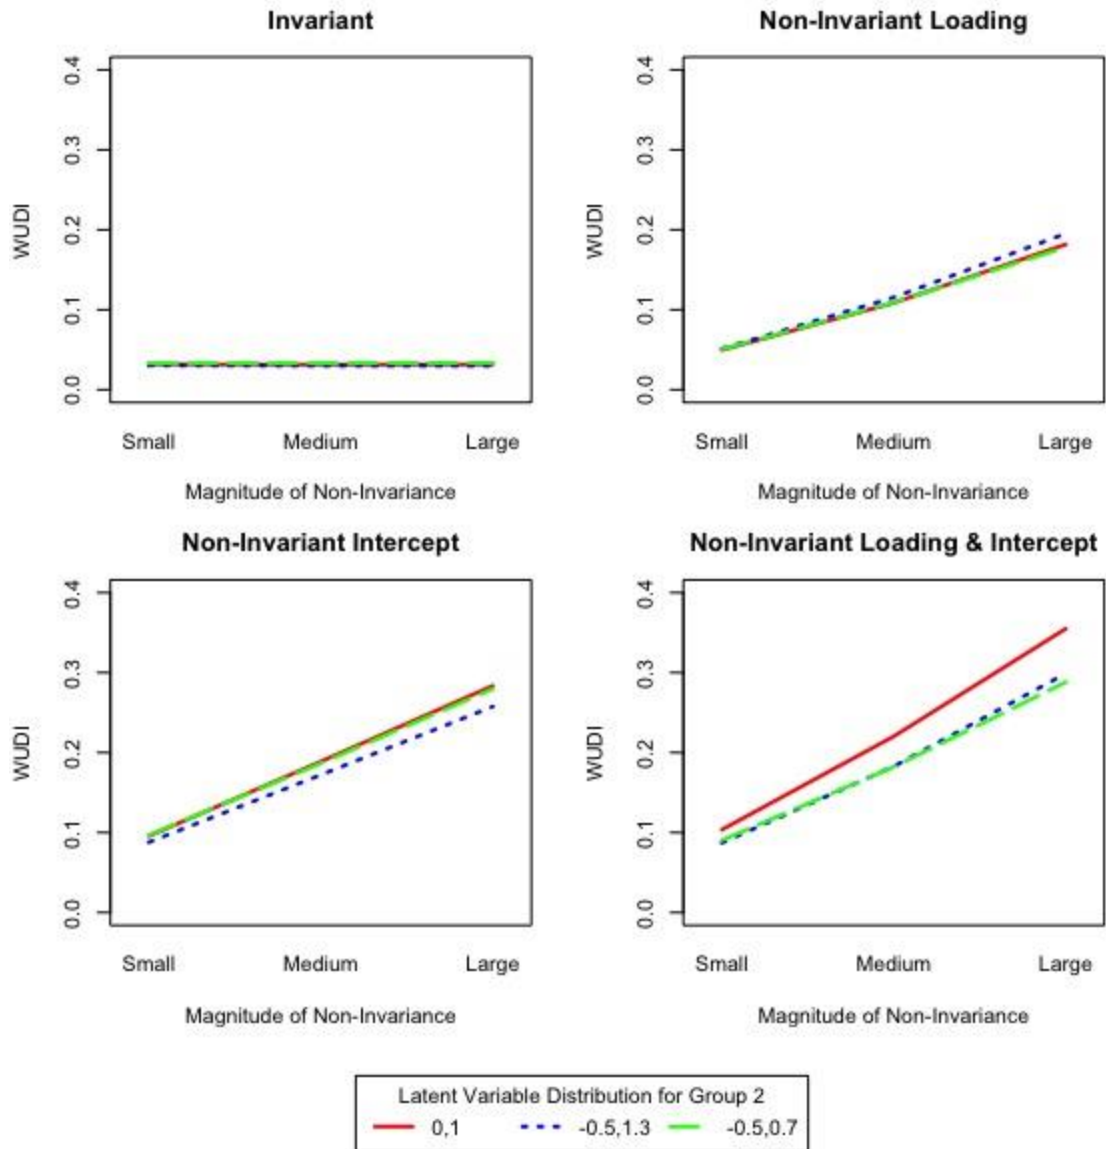 Invariant
0.4
0.3
0.2
0.1
0.0
WUDI
Small Medium Large
Magnitude of Non-Invariance
Non-Invariant Loading
0.4
0.3
0.2
0.1
0.0
WUDI
Small Medium Large
Magnitude of Non-Invariance
Non-Invariant Intercept
0.4
0.3
0.2
0.1
0.0
WUDI
Small Medium Large
Magnitude of Non-Invariance
Non-Invariant Loading & Intercept
0.4
0.3
0.2
0.1
0.0
WUDI
Small Medium Large
Magnitude of Non-Invariance
Latent Variable Distribution for Group 2
0,1 -0.5,1.3 -0.5,0.7